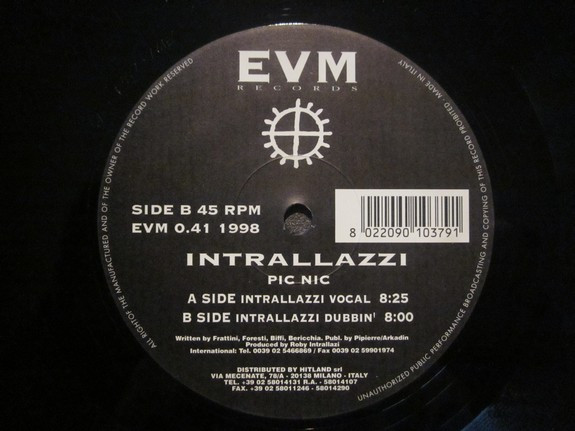 EVM
RECORDS
SIDE B 45 RPM
EVM 0.41 1998
8 022090 103791
INTRALLAZZI
PIC NIC
A SIDE INTRALLAZZI VOCAL 8:25
B SIDE INTRALLAZZI DUBBIN' 8:00
Written by Frattini, Foresti, Biffi, Bericchia. Publ. by Pipierre/Arkadin
Produced by Roby Intrallazi
International: Tel. 0039 02 5466869 / Fax 0039 02 59901974
DISTRIBUTED BY HITLAND srl
VIA MECENATE, 78/A - 20138 MILANO - ITALY
TEL. +39 02 58014131 R.A. - 58014107
FAX. +39 02 58011246 - 58014290
ALL RIGHT OF THE MANUFACTURED AND OF THE OWNER OF THE RECORD WORK RESERVED
UNAUTHORIZED PUBLIC PERFORMANCE BROADCASTING AND COPYING OF THIS RECORD PROHIBITED. MADE IN ITALY